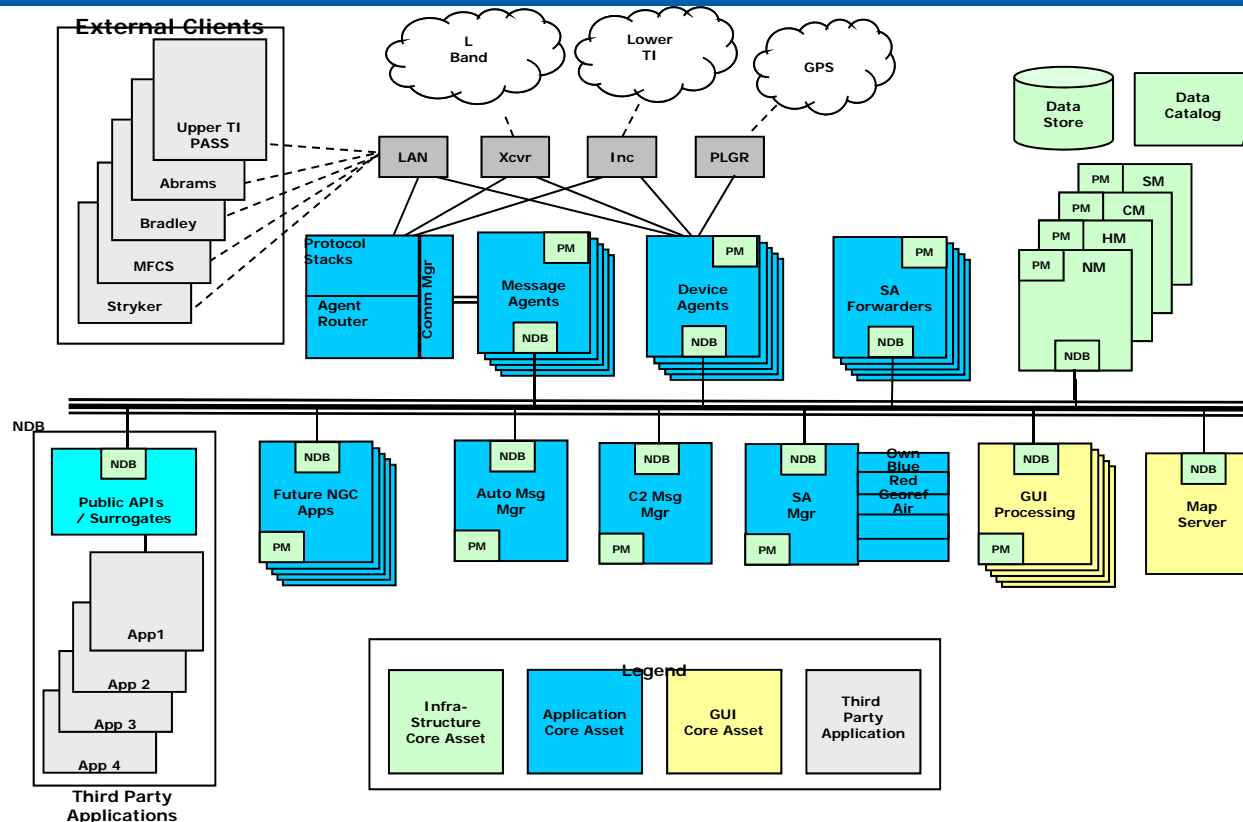 External Clients
Upper TI
PASS
Abrams
Bradley
MFCS
Stryker
L
Band
Lower
TI
GPS
LAN
Xcvr
Inc
PLGR
Data
Store
Data
Catalog
PM
SM
PM
CM
PM
HM
PM
NM
NDB
Protocol
Stacks
Agent
Router
Comm Mgr
PM
Message
Agents
NDB
PM
Device
Agents
NDB
PM
SA
Forwarders
NDB
NDB
NDB
Public APIs
/ Surrogates
App1
App 2
App 3
App 4
Third Party
Applications
NDB
Future NGC
Apps
PM
NDB
Auto Msg
Mgr
PM
NDB
C2 Msg
Mgr
PM
NDB
SA
Mgr
PM
Own
Blue
Red
Georef
Air
NDB
GUI
Processing
PM
NDB
Map
Server
Legend
Infra-
Structure
Core Asset
Application
Core Asset
GUI
Core Asset
Third
Party
Application